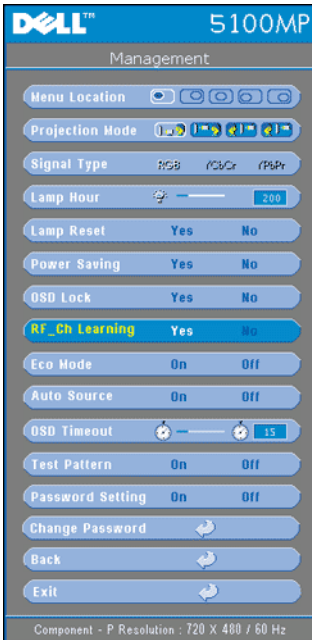 DELL™ 5100MP
Management
Menu Location
Projection Mode
Signal Type RGB YCbCr YPbPr
Lamp Hour 200
Lamp Reset Yes No
Power Saving Yes No
OSD Lock Yes No
RF_Ch Learning Yes No
Eco Mode On Off
Auto Source On Off
OSD Timeout 15
Test Pattern On Off
Password Setting On Off
Change Password
Back
Exit
Component - P Resolution : 720 X 480 / 60 Hz